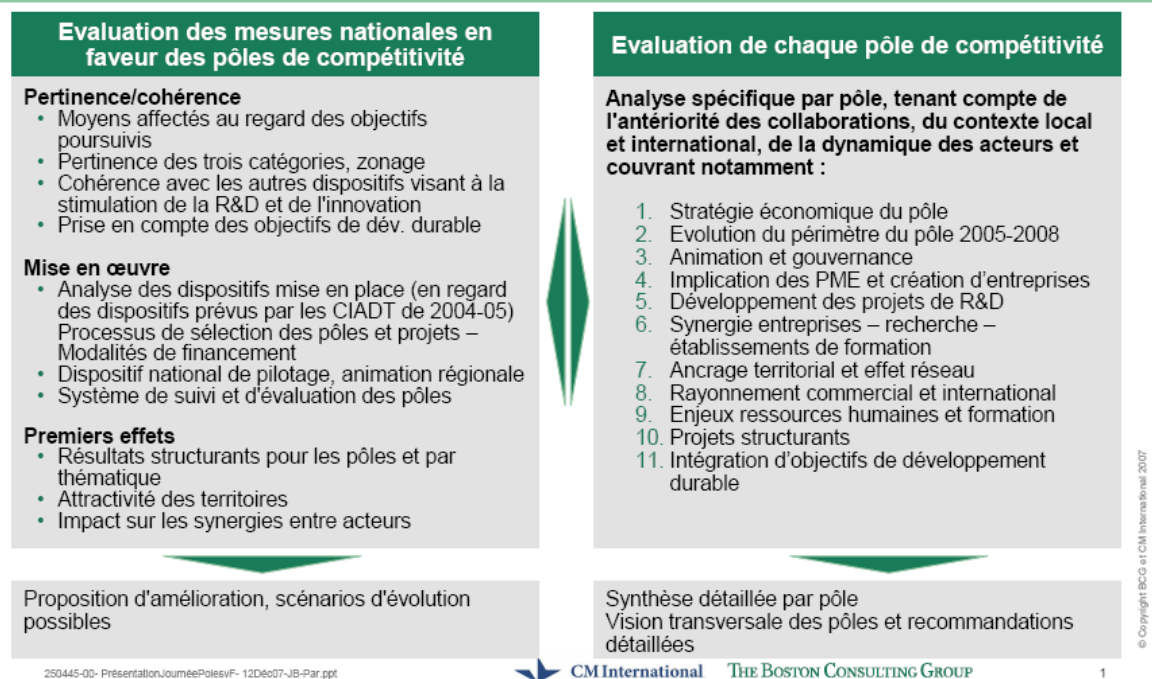 Evaluation des mesures nationales en
faveur des pôles de compétitivité
Pertinence/cohérence
• Moyens affectés au regard des objectifs
poursuivis
• Pertinence des trois catégories, zonage
• Cohérence avec les autres dispositifs visant à la
stimulation de la R&D et de l'innovation
• Prise en compte des objectifs de dév. durable
Mise en œuvre
• Analyse des dispositifs mise en place (en regard
des dispositifs prévus par les CIADT de 2004-05)
Processus de sélection des pôles et projets –
Modalités de financement
• Dispositif national de pilotage, animation régionale
• Système de suivi et d'évaluation des pôles
Premiers effets
• Résultats structurants pour les pôles et par
thématique
• Attractivité des territoires
• Impact sur les synergies entre acteurs
Proposition d'amélioration, scénarios d'évolution
possibles
Evaluation de chaque pôle de compétitivité
Analyse spécifique par pôle, tenant compte de
l'antériorité des collaborations, du contexte local
et international, de la dynamique des acteurs et
couvrant notamment :
1. Stratégie économique du pôle
2. Evolution du périmètre du pôle 2005-2008
3. Animation et gouvernance
4. Implication des PME et création d'entreprises
5. Développement des projets de R&D
6. Synergie entreprises – recherche –
établissements de formation
7. Ancrage territorial et effet réseau
8. Rayonnement commercial et international
9. Enjeux ressources humaines et formation
10. Projets structurants
11. Intégration d'objectifs de développement
durable
Synthèse détaillée par pôle
Vision transversale des pôles et recommandations
détaillées
© Copyright BCG et CM International 2007
250445-00- PrésentationJournéePolesvF- 12Déc07-JB-Par.ppt
CM International
THE BOSTON CONSULTING GROUP
1